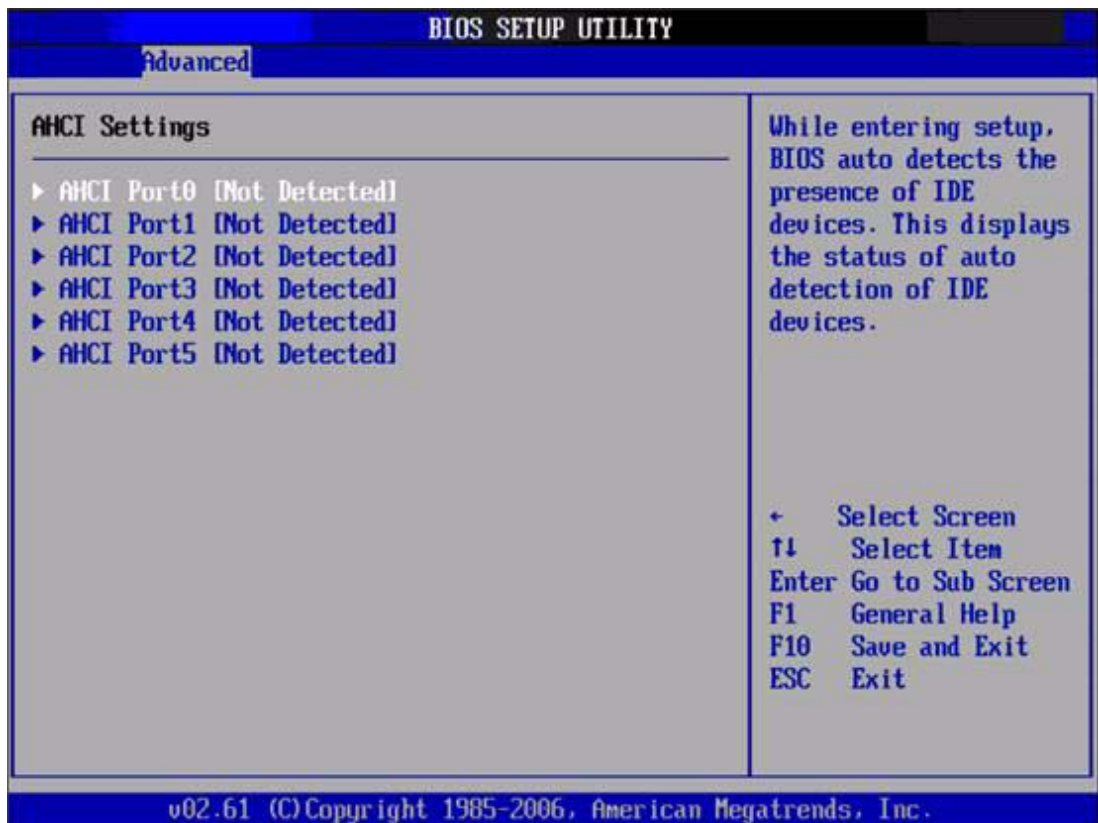 BIOS SETUP UTILITY
Advanced
AHCI Settings
▶ AHCI Port0 [Not Detected]
▶ AHCI Port1 [Not Detected]
▶ AHCI Port2 [Not Detected]
▶ AHCI Port3 [Not Detected]
▶ AHCI Port4 [Not Detected]
▶ AHCI Port5 [Not Detected]
While entering setup,
BIOS auto detects the
presence of IDE
devices. This displays
the status of auto
detection of IDE
devices.
← Select Screen
↑↓ Select Item
Enter Go to Sub Screen
F1 General Help
F10 Save and Exit
ESC Exit
v02.61 (C)Copyright 1985-2006, American Megatrends, Inc.